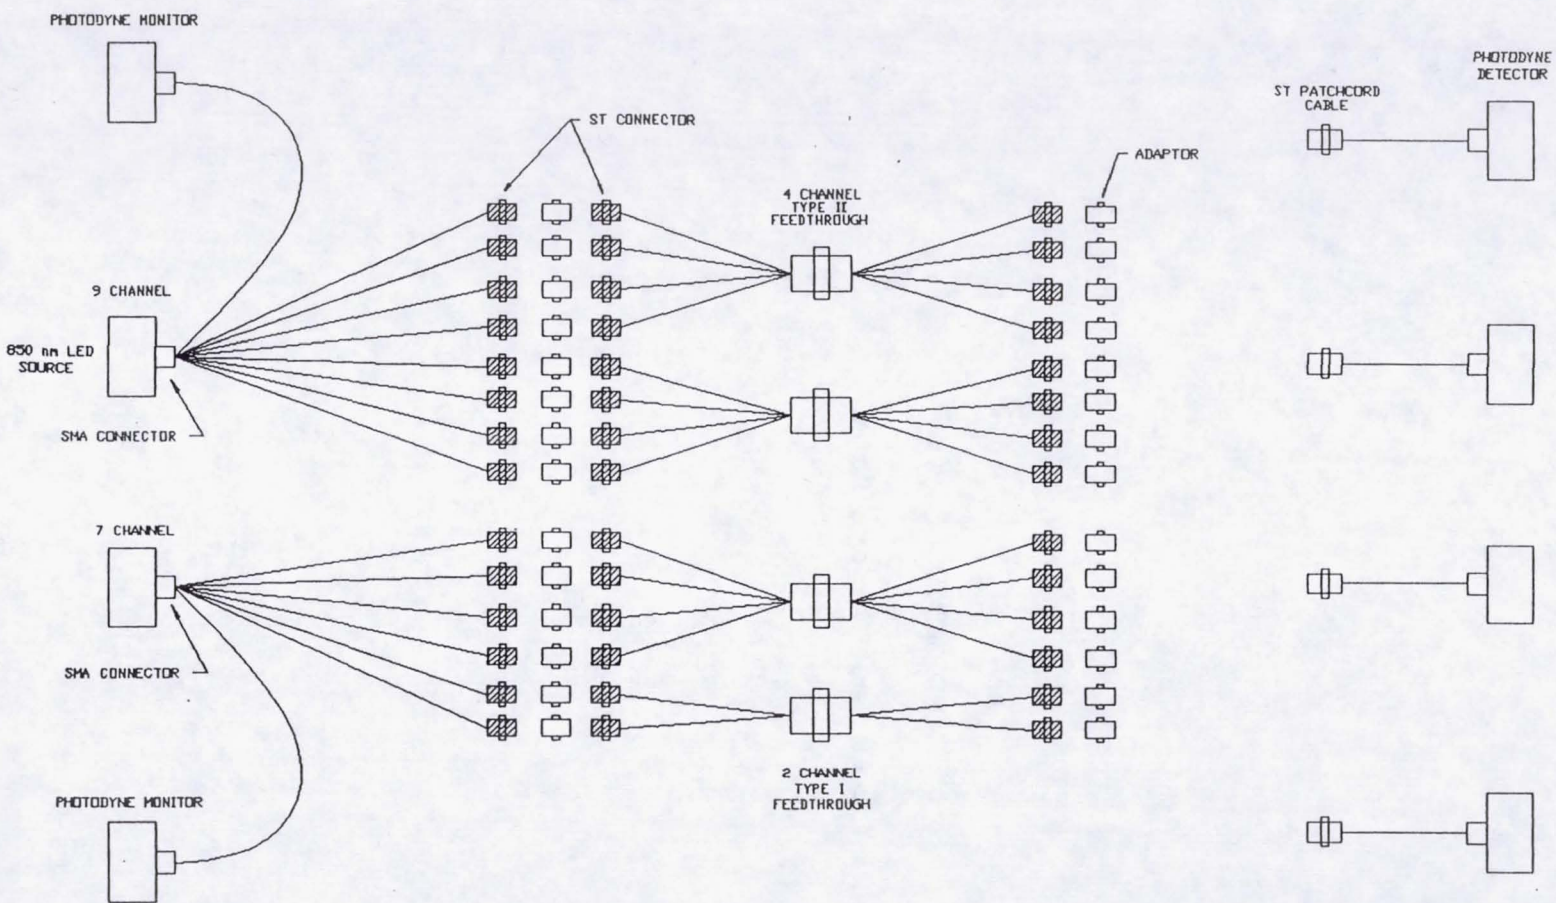 PHOTODYNE MONITOR
PHOTODYNE
DETECTOR
ST PATCHCORD
CABLE
ST CONNECTOR
ADAPTOR
4 CHANNEL
TYPE II
FEEDTHROUGH
9 CHANNEL
850 nm LED
SOURCE
SMA CONNECTOR
7 CHANNEL
SMA CONNECTOR
2 CHANNEL
TYPE I
FEEDTHROUGH
PHOTODYNE MONITOR